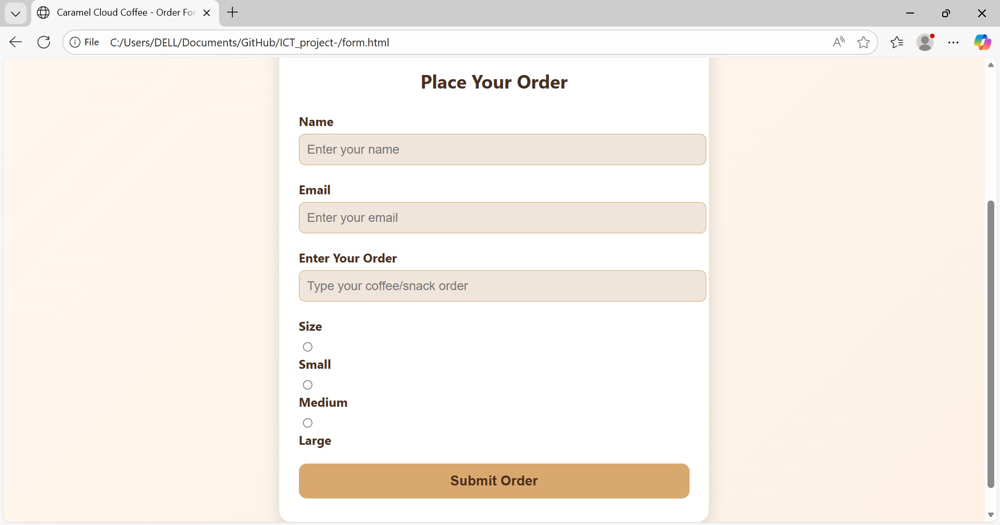 Caramel Cloud Coffee - Order For
File C:/Users/DELL/Documents/GitHub/ICT_project-/form.html
Place Your Order
Name
Enter your name
Email
Enter your email
Enter Your Order
Type your coffee/snack order
Size
Small
Medium
Large
Submit Order